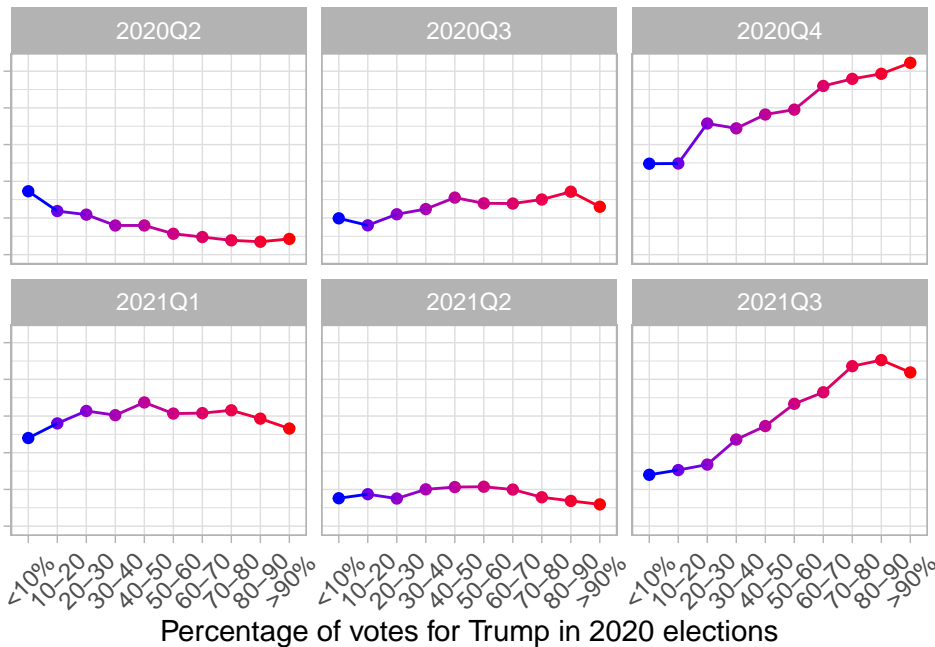 2020Q2 2020Q3 2020Q4
2021Q1 2021Q2 2021Q3
<10% 10–20 20–30 30–40 40–50 50–60 60–70 70–80 80–90 >90% <10% 10–20 20–30 30–40 40–50 50–60 60–70 70–80 80–90 >90% <10% 10–20 20–30 30–40 40–50 50–60 60–70 70–80 80–90 >90%
Percentage of votes for Trump in 2020 elections